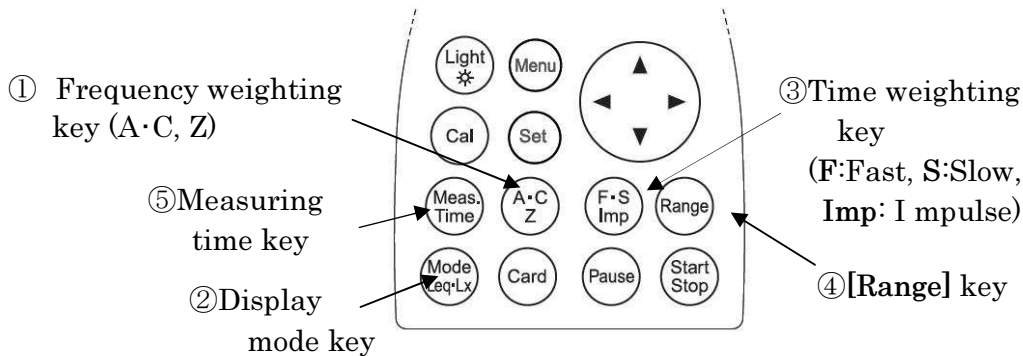 Light
Menu
① Frequency weighting
key (A･C, Z)
③Time weighting
key
(F:Fast, S:Slow,
Imp: I mpulse)
Cal
Set
⑤Measuring
time key
Meas.
Time
A･C
Z
F･S
Imp
Range
②Display
mode key
Mode
Leq･Lx
Card
Pause
Start
Stop
④[Range] key